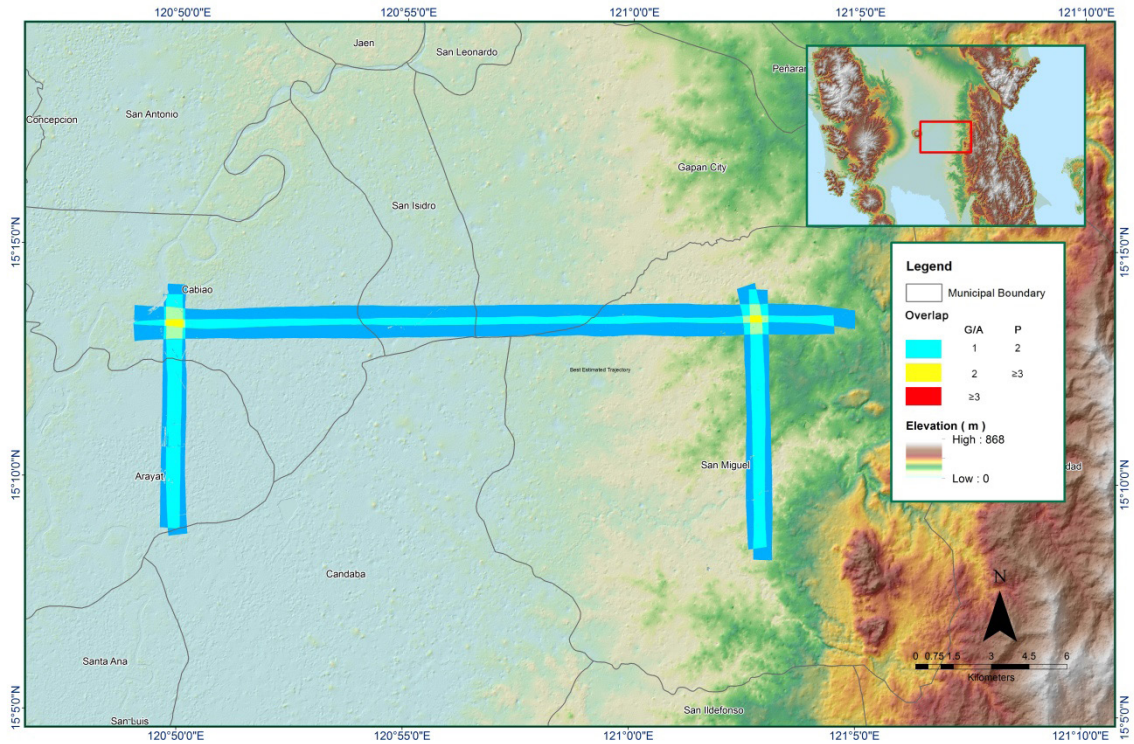 120°50'0"E
120°55'0"E
121°0'0"E
121°5'0"E
121°10'0"E
Jaen
San Leonardo
Concepcion
San Antonio
Gapan City
San Isidro
15°15'0"N
15°15'0"N
Cabiao
Best Estimated Trajectory
Arayat
San Miguel
15°10'0"N
15°10'0"N
Candaba
Santa Ana
San Luis
San Ildefonso
15°5'0"N
15°5'0"N
Legend
Municipal Boundary
Overlap
G/A P
1 2
2 ≥3
≥3
Elevation ( m )
High : 868
Low : 0
N
0 0.75 1.5 3 4.5 6
Kilometers
120°50'0"E
120°55'0"E
121°0'0"E
121°5'0"E
121°10'0"E